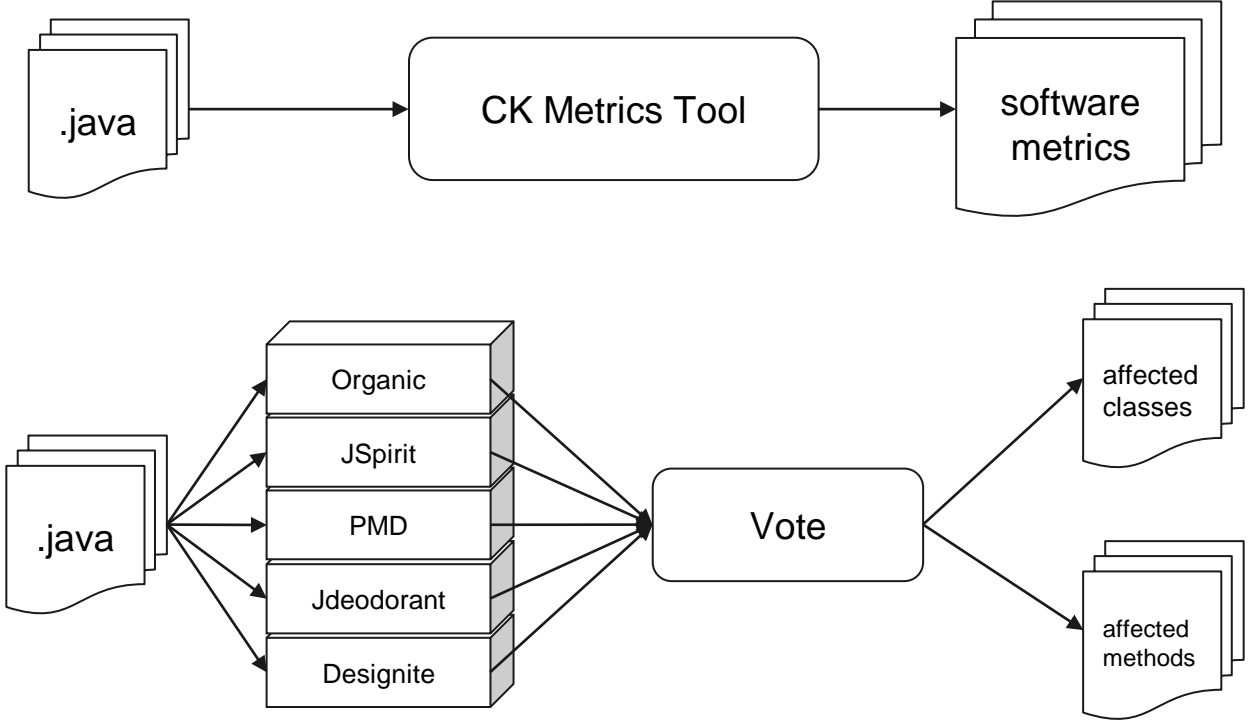 .java
CK Metrics Tool
software
metrics
.java
Organic
JSpirit
PMD
Jdeodorant
Designite
Vote
affected
classes
affected
methods